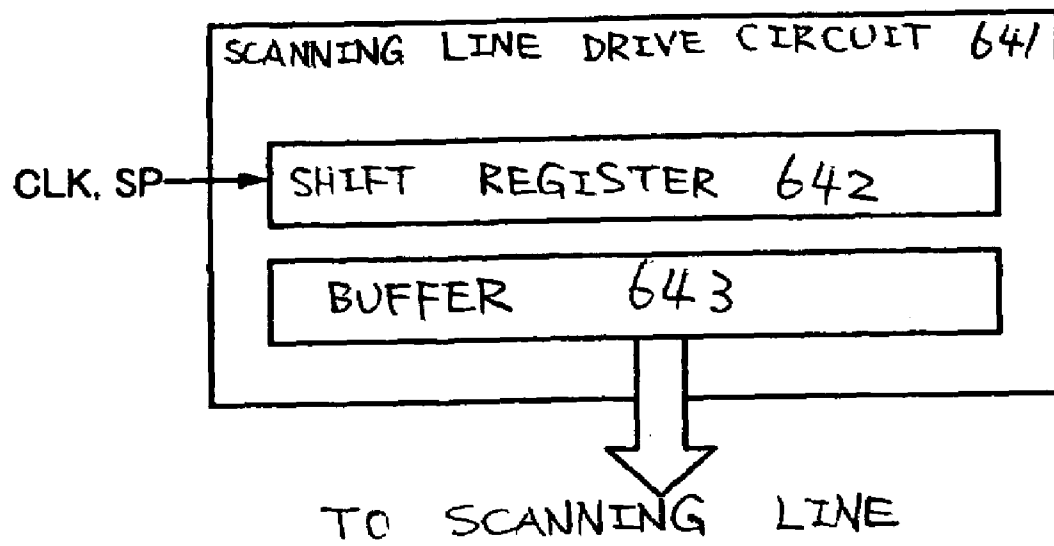 SCANNING LINE DRIVE CIRCUIT 641
CLK, SP
SHIFT REGISTER 642
BUFFER 643
TO SCANNING LINE